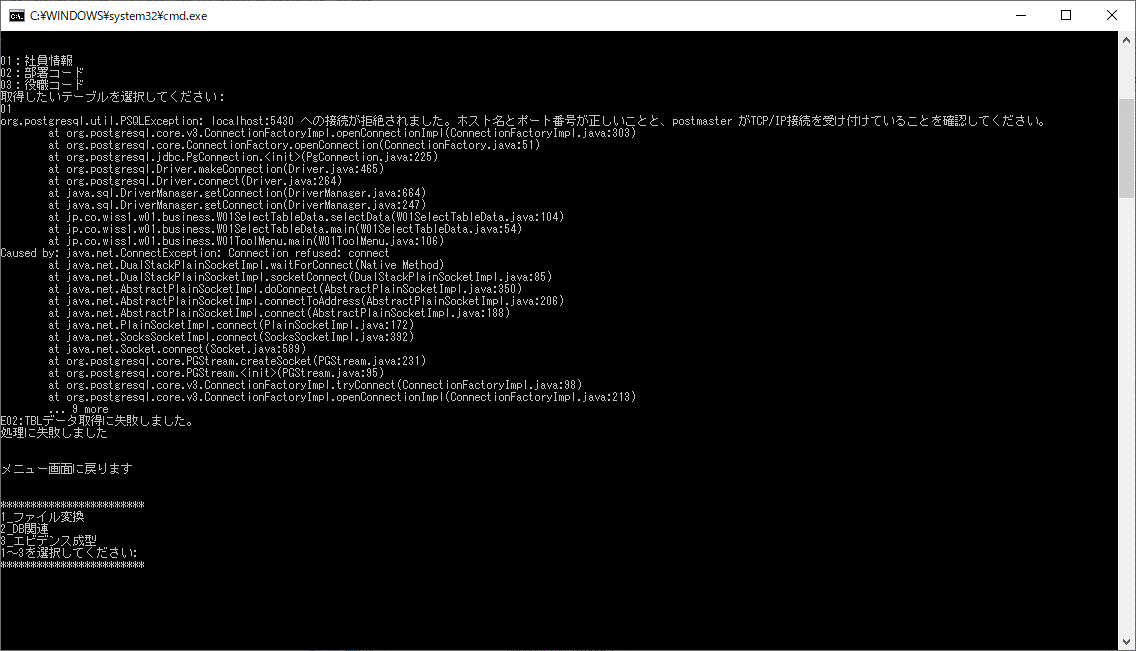 C:¥WINDOWS¥system32¥cmd.exe
01：社員情報
02：部署コード
03：役職コード
取得したいテーブルを選択してください：
01
org.postgresql.util.PSQLException: localhost:5430 への接続が拒絶されました。ホスト名とポート番号が正しいことと、postmaster がTCP/IP接続を受け付けていることを確認してください。
at org.postgresql.core.v3.ConnectionFactoryImpl.openConnectionImpl(ConnectionFactoryImpl.java:303)
at org.postgresql.core.ConnectionFactory.openConnection(ConnectionFactory.java:51)
at org.postgresql.jdbc.PgConnection.<init>(PgConnection.java:225)
at org.postgresql.Driver.makeConnection(Driver.java:465)
at org.postgresql.Driver.connect(Driver.java:264)
at java.sql.DriverManager.getConnection(DriverManager.java:664)
at java.sql.DriverManager.getConnection(DriverManager.java:247)
at jp.co.wiss1.w01.business.W01SelectTableData.selectData(W01SelectTableData.java:104)
at jp.co.wiss1.w01.business.W01SelectTableData.main(W01SelectTableData.java:54)
at jp.co.wiss1.w01.business.W01ToolMenu.main(W01ToolMenu.java:106)
Caused by: java.net.ConnectException: Connection refused: connect
at java.net.DualStackPlainSocketImpl.waitForConnect(Native Method)
at java.net.DualStackPlainSocketImpl.socketConnect(DualStackPlainSocketImpl.java:85)
at java.net.AbstractPlainSocketImpl.doConnect(AbstractPlainSocketImpl.java:350)
at java.net.AbstractPlainSocketImpl.connectToAddress(AbstractPlainSocketImpl.java:206)
at java.net.AbstractPlainSocketImpl.connect(AbstractPlainSocketImpl.java:188)
at java.net.PlainSocketImpl.connect(PlainSocketImpl.java:172)
at java.net.SocksSocketImpl.connect(SocksSocketImpl.java:392)
at java.net.Socket.connect(Socket.java:589)
at org.postgresql.core.PGStream.createSocket(PGStream.java:231)
at org.postgresql.core.PGStream.<init>(PGStream.java:95)
at org.postgresql.core.v3.ConnectionFactoryImpl.tryConnect(ConnectionFactoryImpl.java:98)
at org.postgresql.core.v3.ConnectionFactoryImpl.openConnectionImpl(ConnectionFactoryImpl.java:213)
... 9 more
E02:TBLデータ取得に失敗しました。
処理に失敗しました
メニュー画面に戻ります
************************
1_ファイル変換
2_DB関連
3_エビデンス成型
1～3を選択してください:
************************